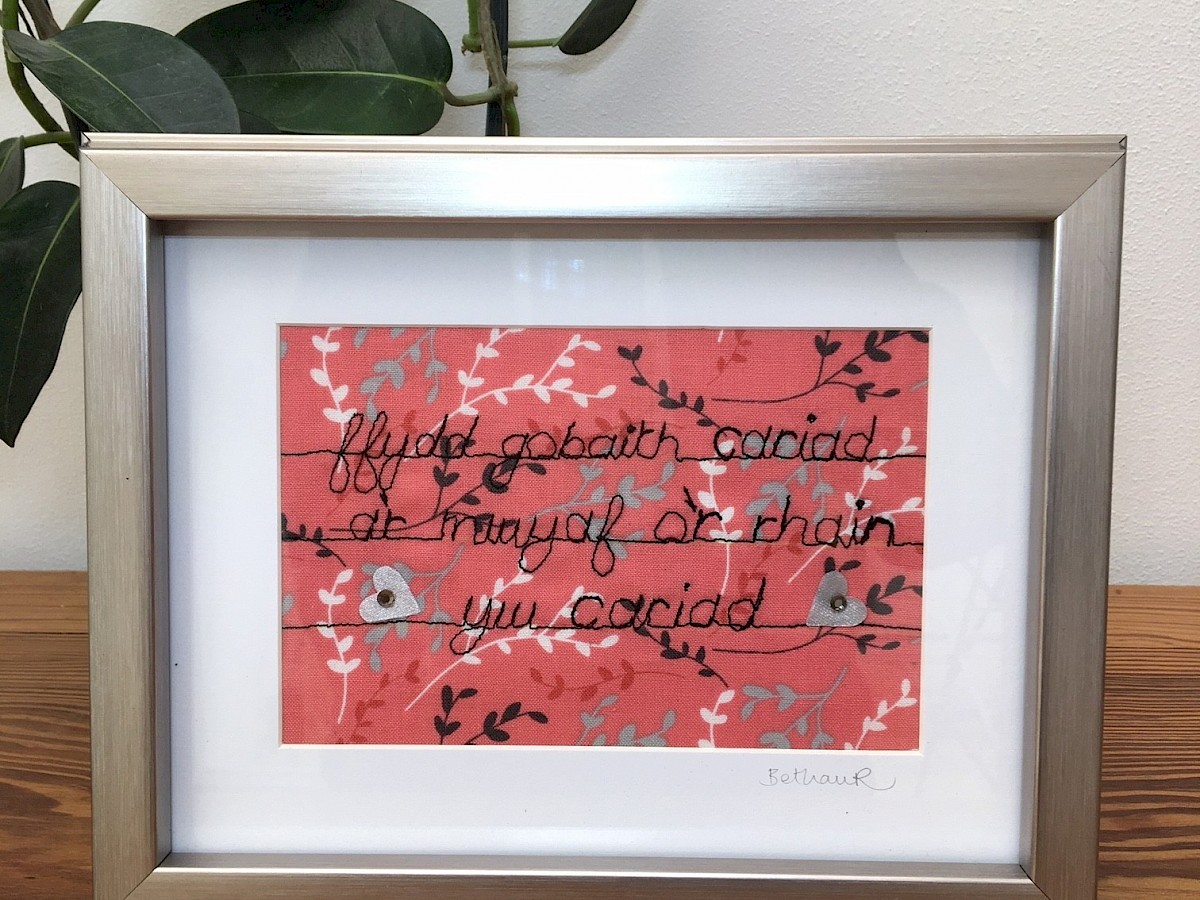 ffydd gobaith cariad
a'r mwyaf o'r rhain
yw cariad
BethanR